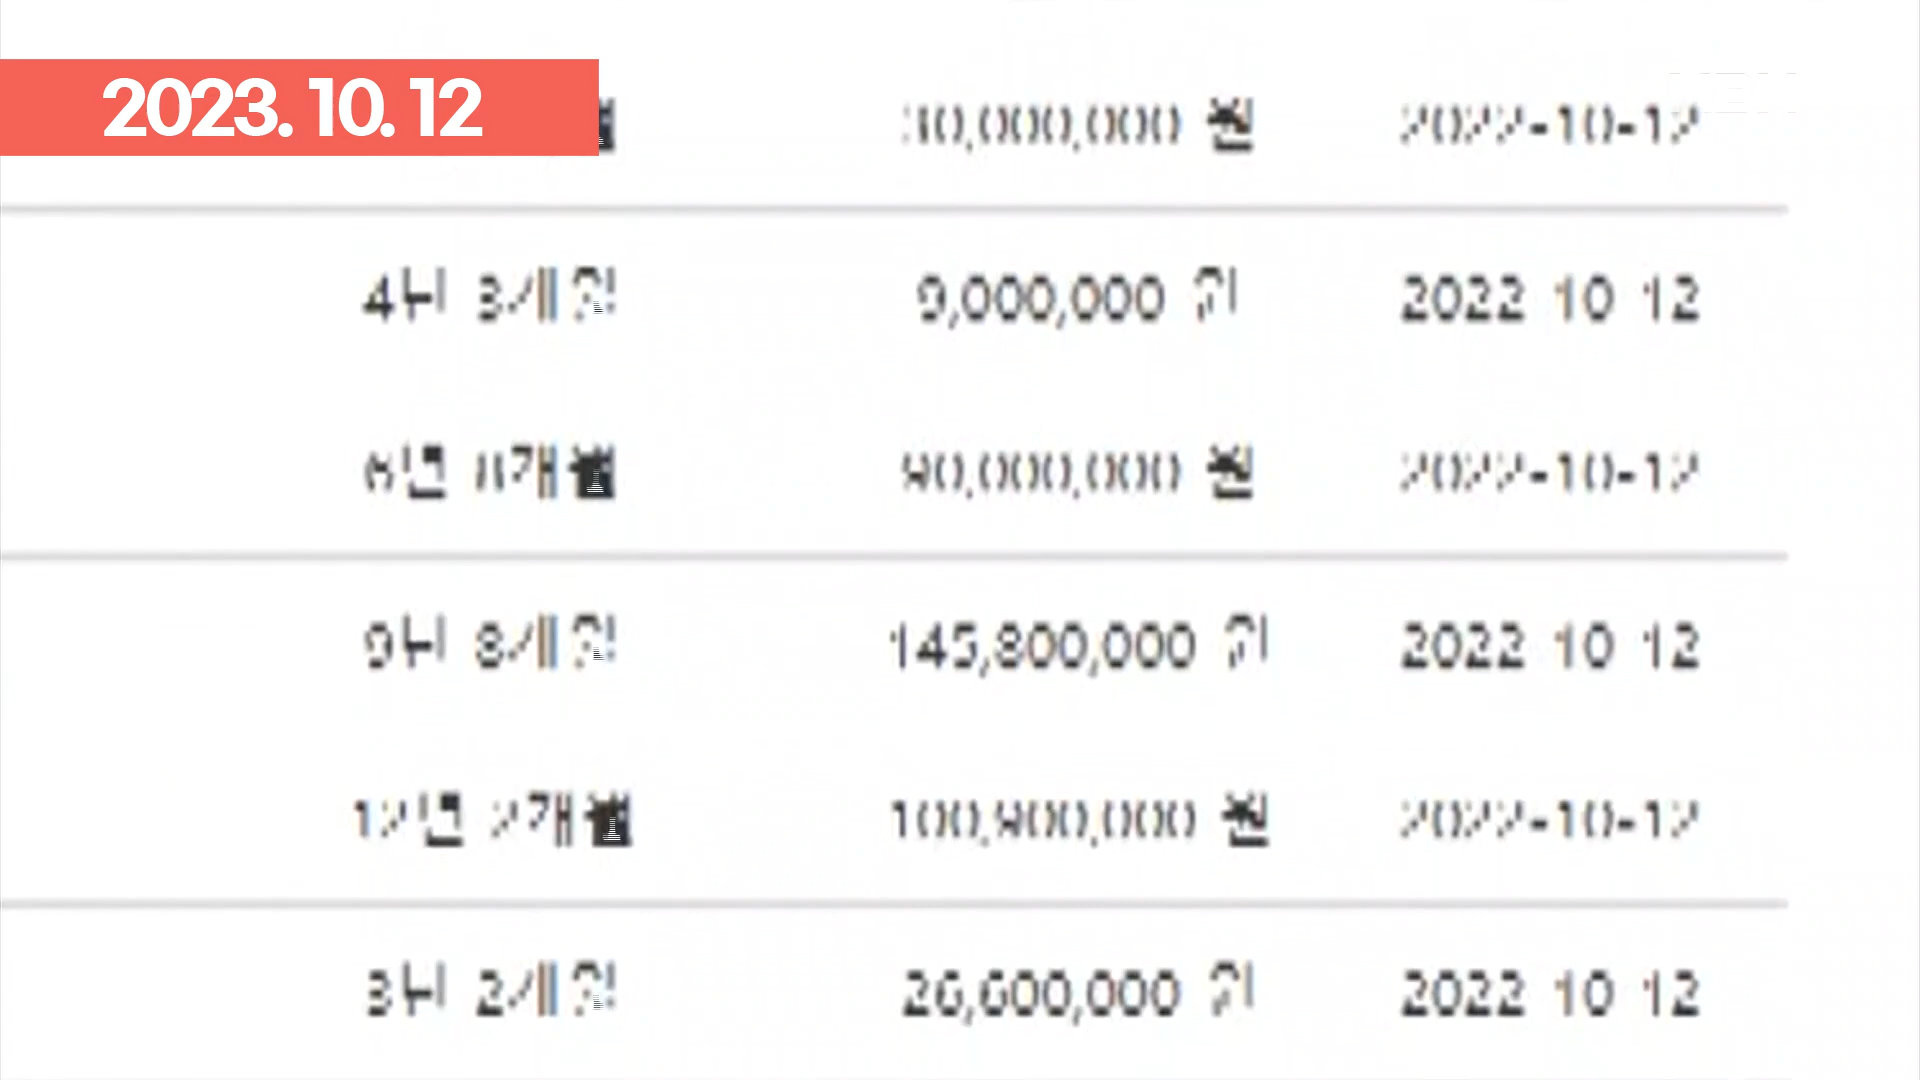 2023. 10. 12
30,000,000 원 2022-10-12
4년 3개월 9,000,000 원 2022-10-12
6년 8개월 90,000,000 원 2022-10-12
9년 8개월 145,800,000 원 2022-10-12
12년 2개월 100,900,000 원 2022-10-12
3년 2개월 26,600,000 원 2022-10-12